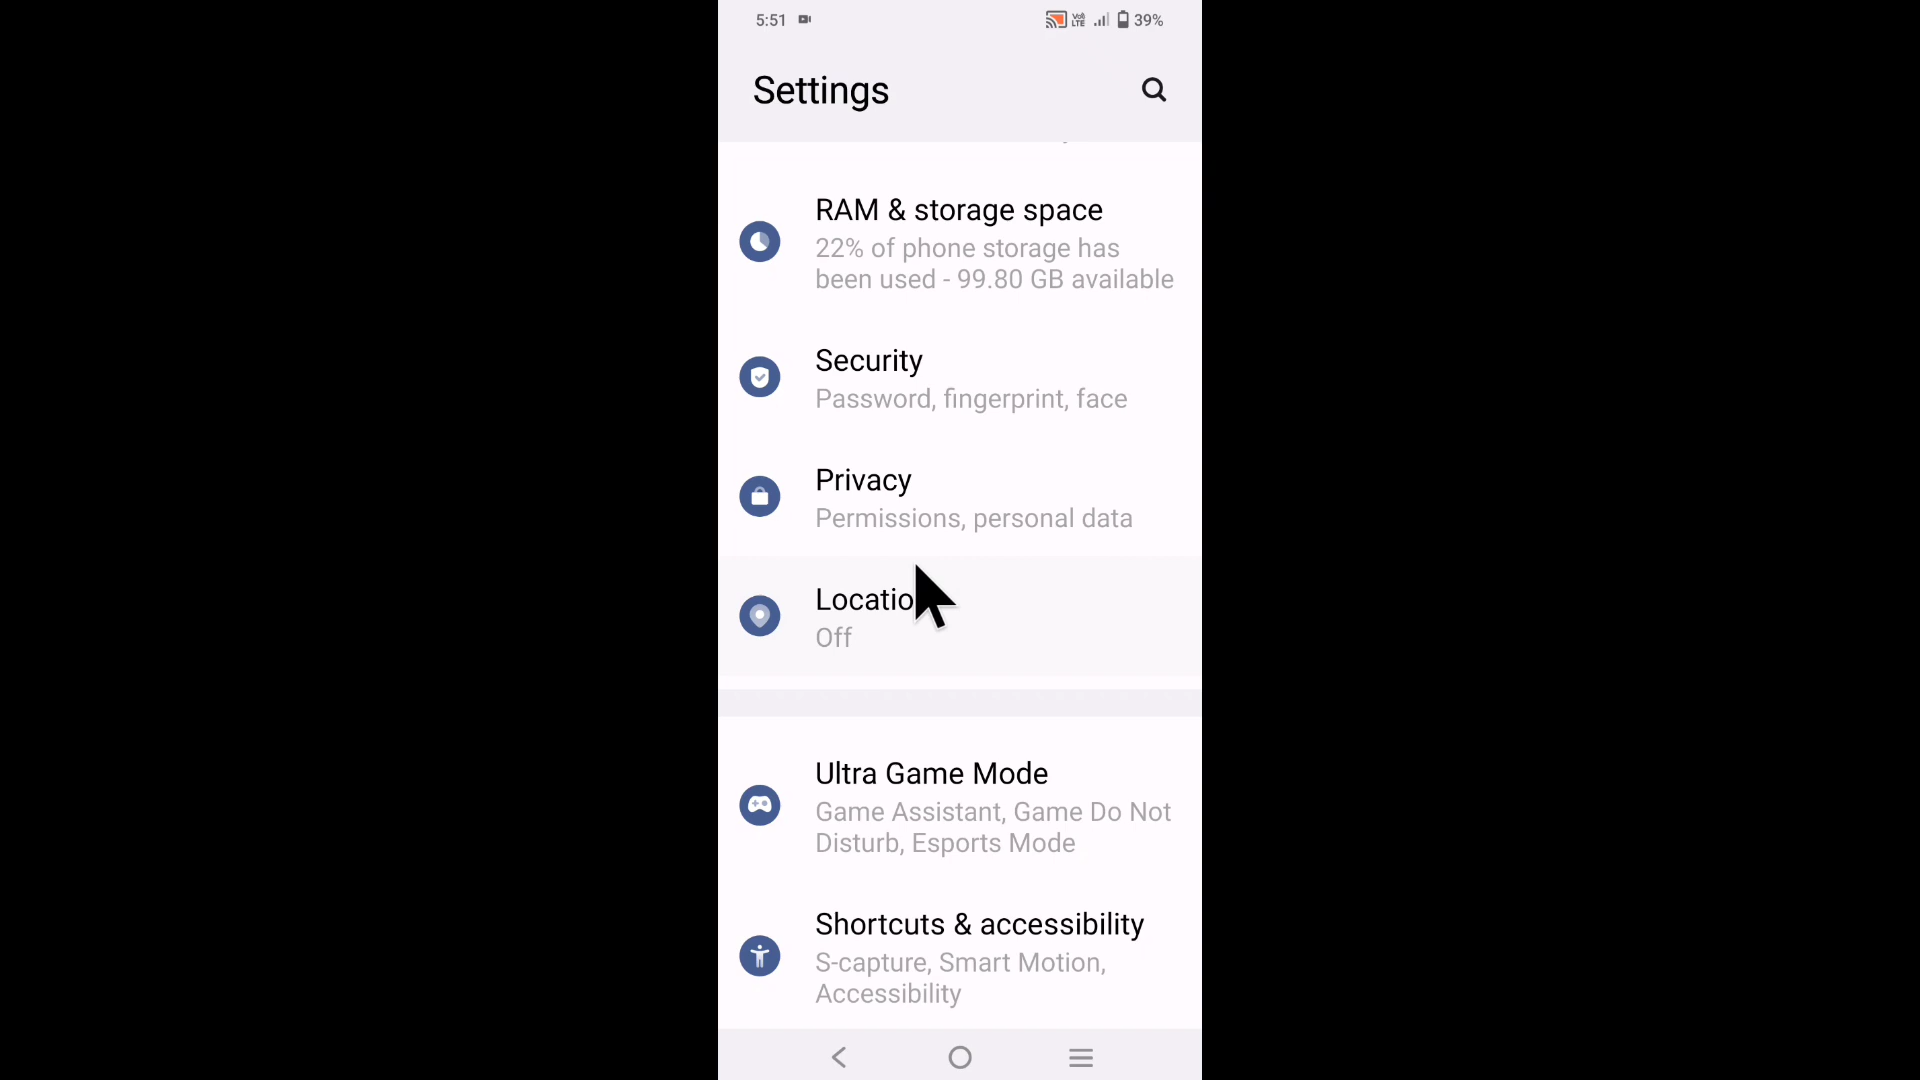 5:51
Vo) LTE 39%
Settings
RAM & storage space
22% of phone storage has
been used - 99.80 GB available
Security
Password, fingerprint, face
Privacy
Permissions, personal data
Locatio
Off
Ultra Game Mode
Game Assistant, Game Do Not
Disturb, Esports Mode
Shortcuts & accessibility
S-capture, Smart Motion,
Accessibility